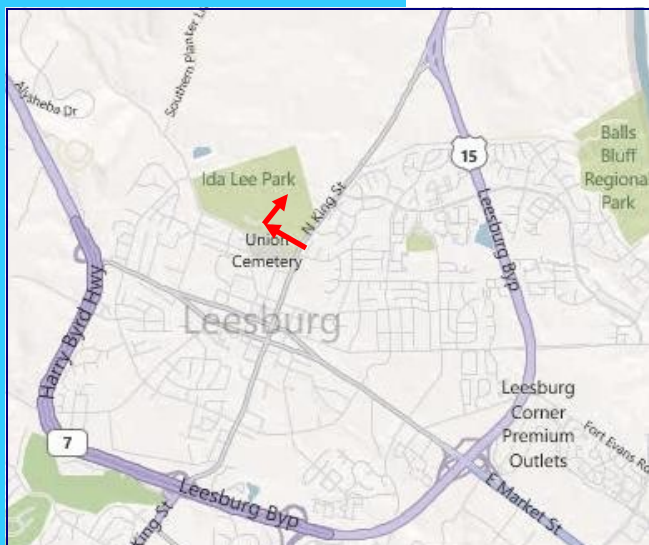 Southern Planter Ln
Alysheba Dr
15
Balls
Bluff
Regional
Park
Ida Lee Park
N King St
Leesburg Byp
Union
Cemetery
Harry Byrd Hwy
Leesburg
Leesburg
Corner
Premium
Outlets
7
Fort Evans Rd
Leesburg Byp
E Market St
King St